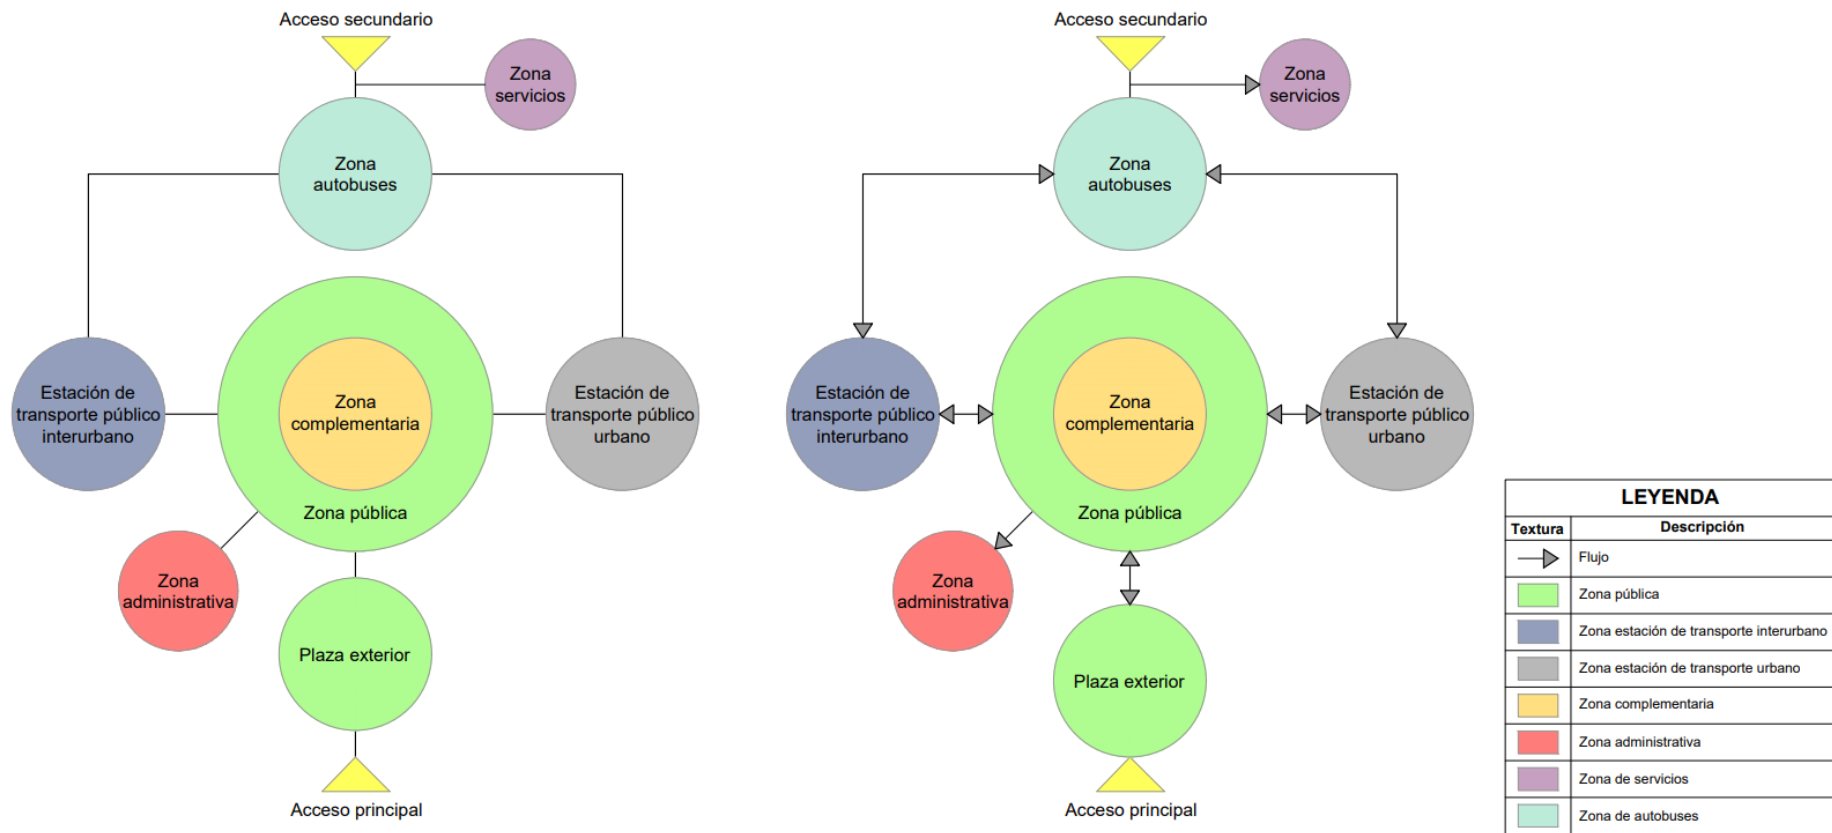 Acceso secundario
Zona
servicios
Zona
autobuses
Estación de
transporte público
interurbano
Zona
complementaria
Estación de
transporte público
urbano
Zona pública
Zona
administrativa
Plaza exterior
Acceso principal
Acceso secundario
Zona
servicios
Zona
autobuses
Estación de
transporte público
interurbano
Zona
complementaria
Estación de
transporte público
urbano
Zona pública
Zona
administrativa
Plaza exterior
Acceso principal
LEYENDA
Textura Descripción
Flujo
Zona pública
Zona estación de transporte interurbano
Zona estación de transporte urbano
Zona complementaria
Zona administrativa
Zona de servicios
Zona de autobuses